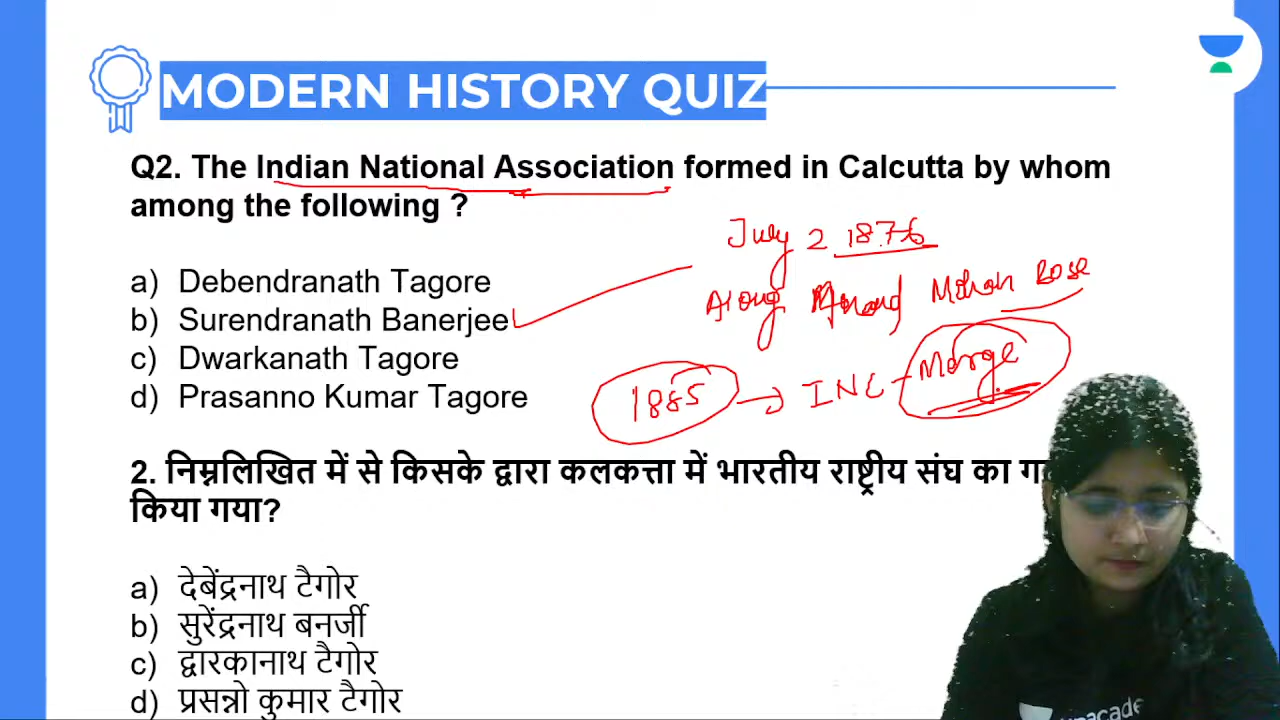 MODERN HISTORY QUIZ
Q2. The Indian National Association formed in Calcutta by whom
among the following ?
July 2 1876
a) Debendranath Tagore
Along Anand Mohan Bose
b) Surendranath Banerjee
c) Dwarkanath Tagore
1885 → INC - Merge
d) Prasanno Kumar Tagore
2. निम्नलिखित में से किसके द्वारा कलकत्ता में भारतीय राष्ट्रीय संघ का
किया गया?
a) देबेंद्रनाथ टैगोर
b) सुरेंद्रनाथ बनर्जी
c) द्वारकानाथ टैगोर
d) प्रसन्नो कुमार टैगोर